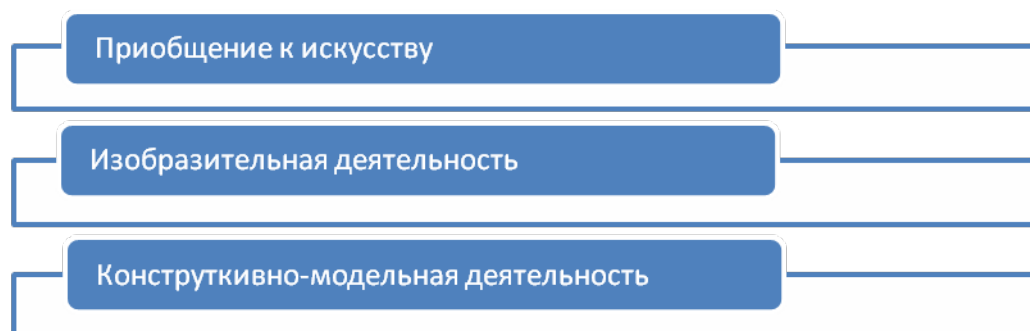 Приобщение к искусству
Изобразительная деятельность
Конструткивно-модельная деятельность